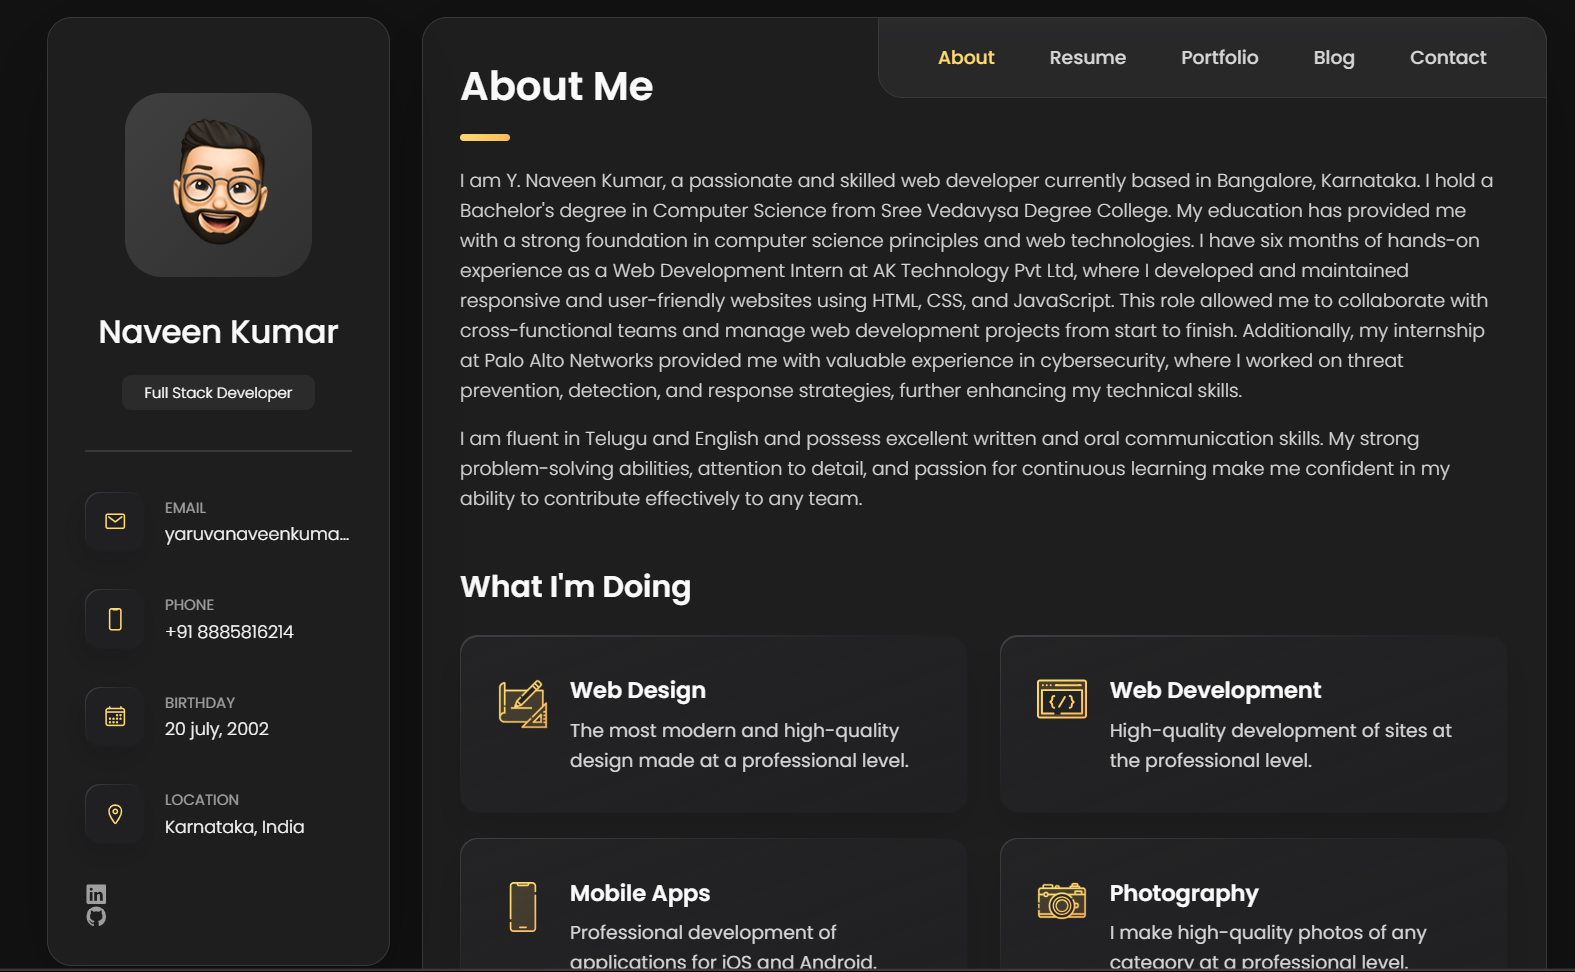 Naveen Kumar
Full Stack Developer
EMAIL
yaruvanaveenkuma...
PHONE
+91 8885816214
BIRTHDAY
20 july, 2002
LOCATION
Karnataka, India
in
About
Resume
Portfolio
Blog
Contact
About Me
I am Y. Naveen Kumar, a passionate and skilled web developer currently based in Bangalore, Karnataka. I hold a
Bachelor's degree in Computer Science from Sree Vedavysa Degree College. My education has provided me
with a strong foundation in computer science principles and web technologies. I have six months of hands-on
experience as a Web Development Intern at AK Technology Pvt Ltd, where I developed and maintained
responsive and user-friendly websites using HTML, CSS, and JavaScript. This role allowed me to collaborate with
cross-functional teams and manage web development projects from start to finish. Additionally, my internship
at Palo Alto Networks provided me with valuable experience in cybersecurity, where I worked on threat
prevention, detection, and response strategies, further enhancing my technical skills.
I am fluent in Telugu and English and possess excellent written and oral communication skills. My strong
problem-solving abilities, attention to detail, and passion for continuous learning make me confident in my
ability to contribute effectively to any team.
What I'm Doing
Web Design
The most modern and high-quality
design made at a professional level.
Web Development
High-quality development of sites at
the professional level.
Mobile Apps
Professional development of
applications for iOS and Android.
Photography
I make high-quality photos of any
category at a professional level.